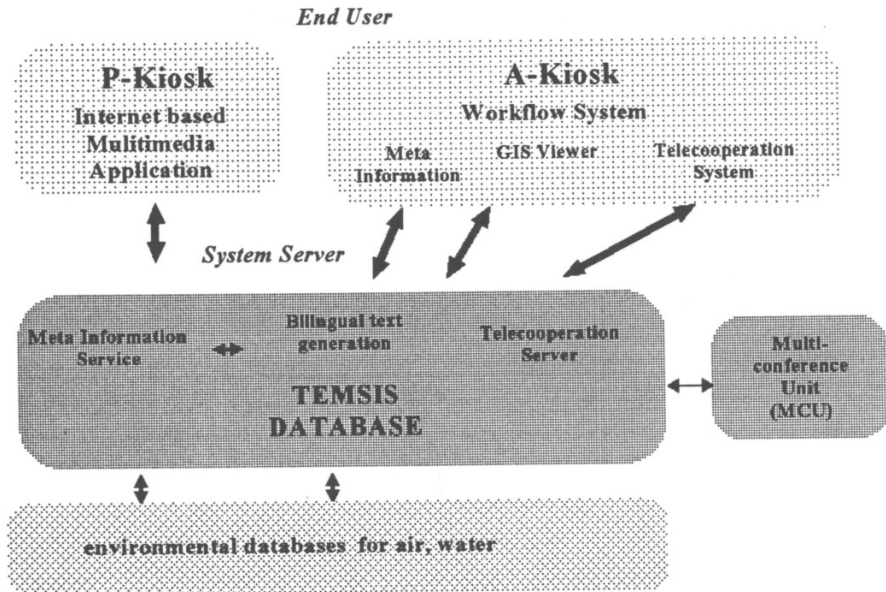 End User
P-Kiosk
Internet based
Mulitimedia
Application
A-Kiosk
Workflow System
Meta
Information
GIS Viewer
Telecooperation
System
System Server
Meta Information
Service
Bilingual text
generation
Telecooperation
Server
TEMSIS
DATABASE
Multi-
conference
Unit
(MCU)
environmental databases for air, water